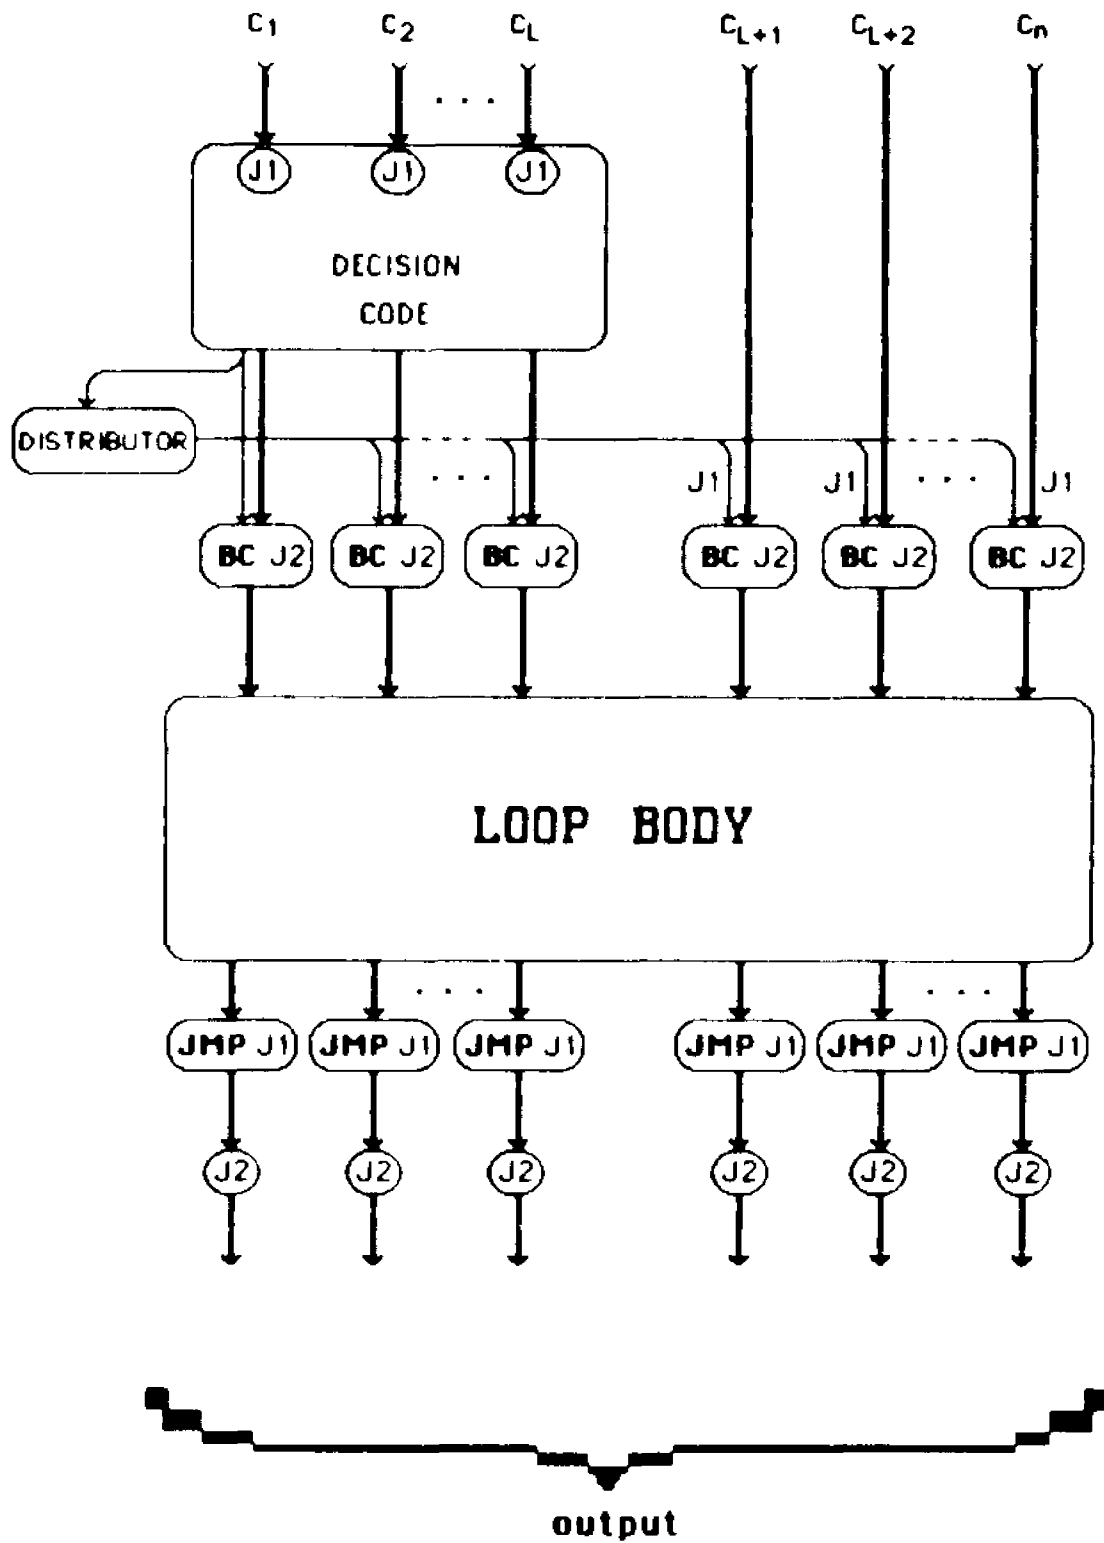 C1 C2 CL CL+1 CL+2 Cn
. . .
J1 J1 J1
DECISION
CODE
DISTRIBUTOR
. . . . . .
J1 J1 J1
BC J2 BC J2 BC J2 BC J2 BC J2 BC J2
LOOP BODY
. . . . . .
JMP J1 JMP J1 JMP J1 JMP J1 JMP J1 JMP J1
J2 J2 J2 J2 J2 J2
output